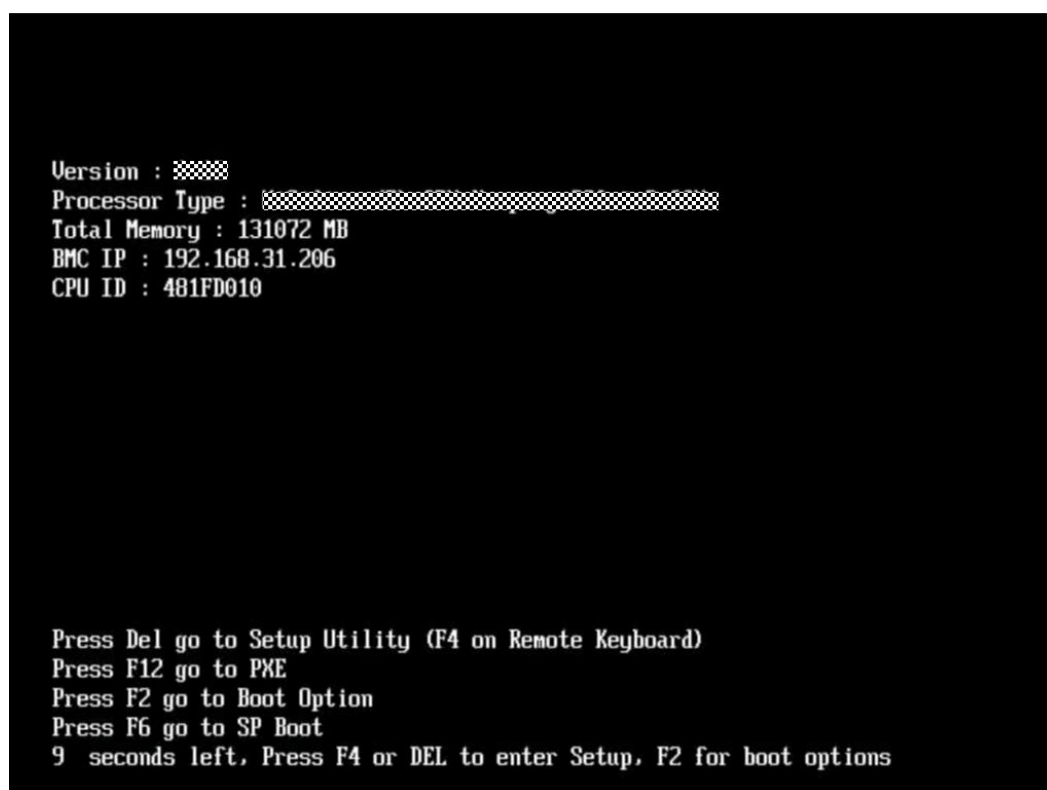 Version :
Processor Type :
Total Memory : 131072 MB
BMC IP : 192.168.31.206
CPU ID : 481FD010
Press Del go to Setup Utility (F4 on Remote Keyboard)
Press F12 go to PXE
Press F2 go to Boot Option
Press F6 go to SP Boot
9 seconds left, Press F4 or DEL to enter Setup, F2 for boot options